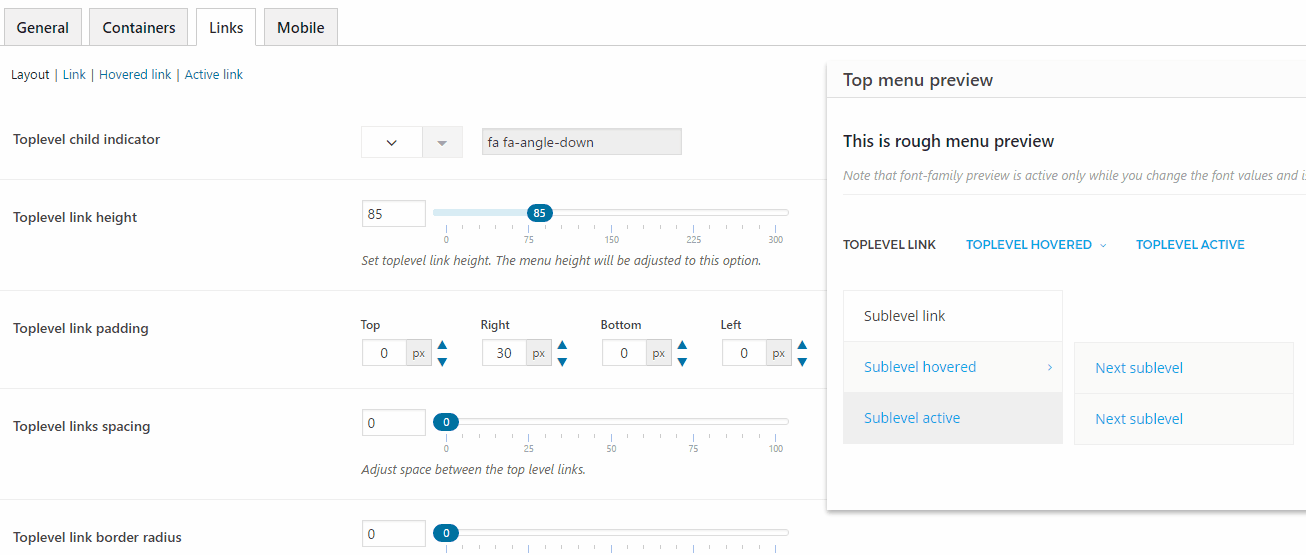 General Containers Links Mobile
Layout | Link | Hovered link | Active link
Toplevel child indicator
fa fa-angle-down
Toplevel link height
85
85
0 75 150 225 300
Set toplevel link height. The menu height will be adjusted to this option.
Toplevel link padding
Top Right Bottom Left
0 px 30 px 0 px 0 px
Toplevel links spacing
0
0
0 25 50 75 100
Adjust space between the top level links.
Toplevel link border radius
0
0
Top menu preview
This is rough menu preview
Note that font-family preview is active only while you change the font values and
TOPLEVEL LINK TOPLEVEL HOVERED TOPLEVEL ACTIVE
Sublevel link
Sublevel hovered
Sublevel active
Next sublevel
Next sublevel